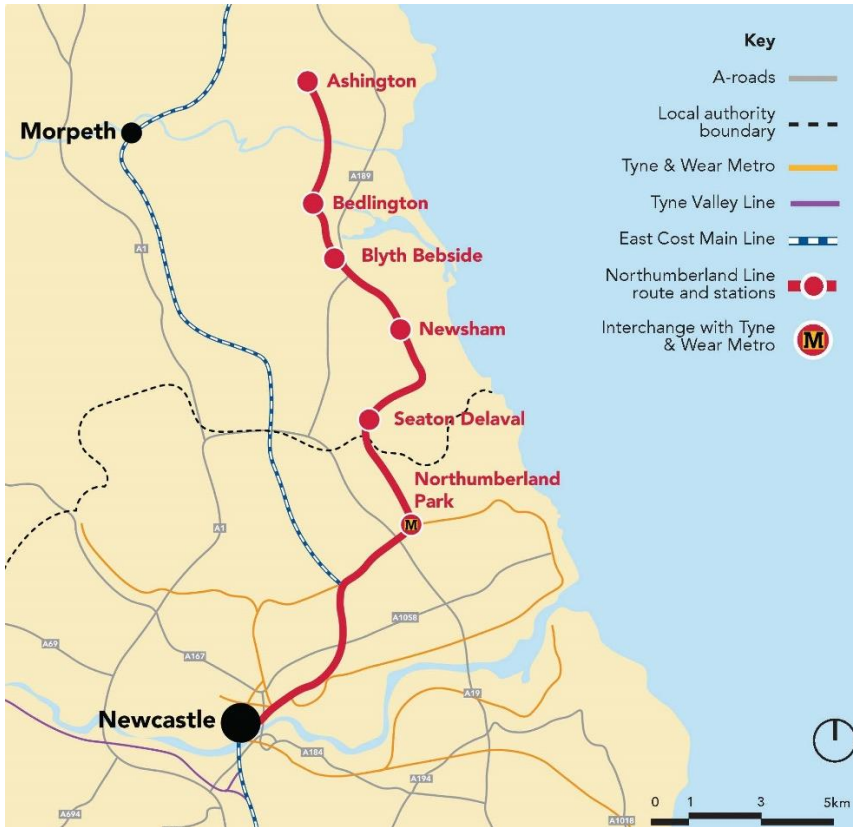 Ashington
Morpeth
A189
Bedlington
A1
Blyth Bebside
Newsham
Seaton Delaval
Northumberland
Park
M
A1
A1058
A69
A167
Newcastle
A19
A184
A194
A694
A1018
Key
A-roads
Local authority
boundary
Tyne & Wear Metro
Tyne Valley Line
East Cost Main Line
Northumberland Line
route and stations
Interchange with Tyne
& Wear Metro
M
0 1 3 5km